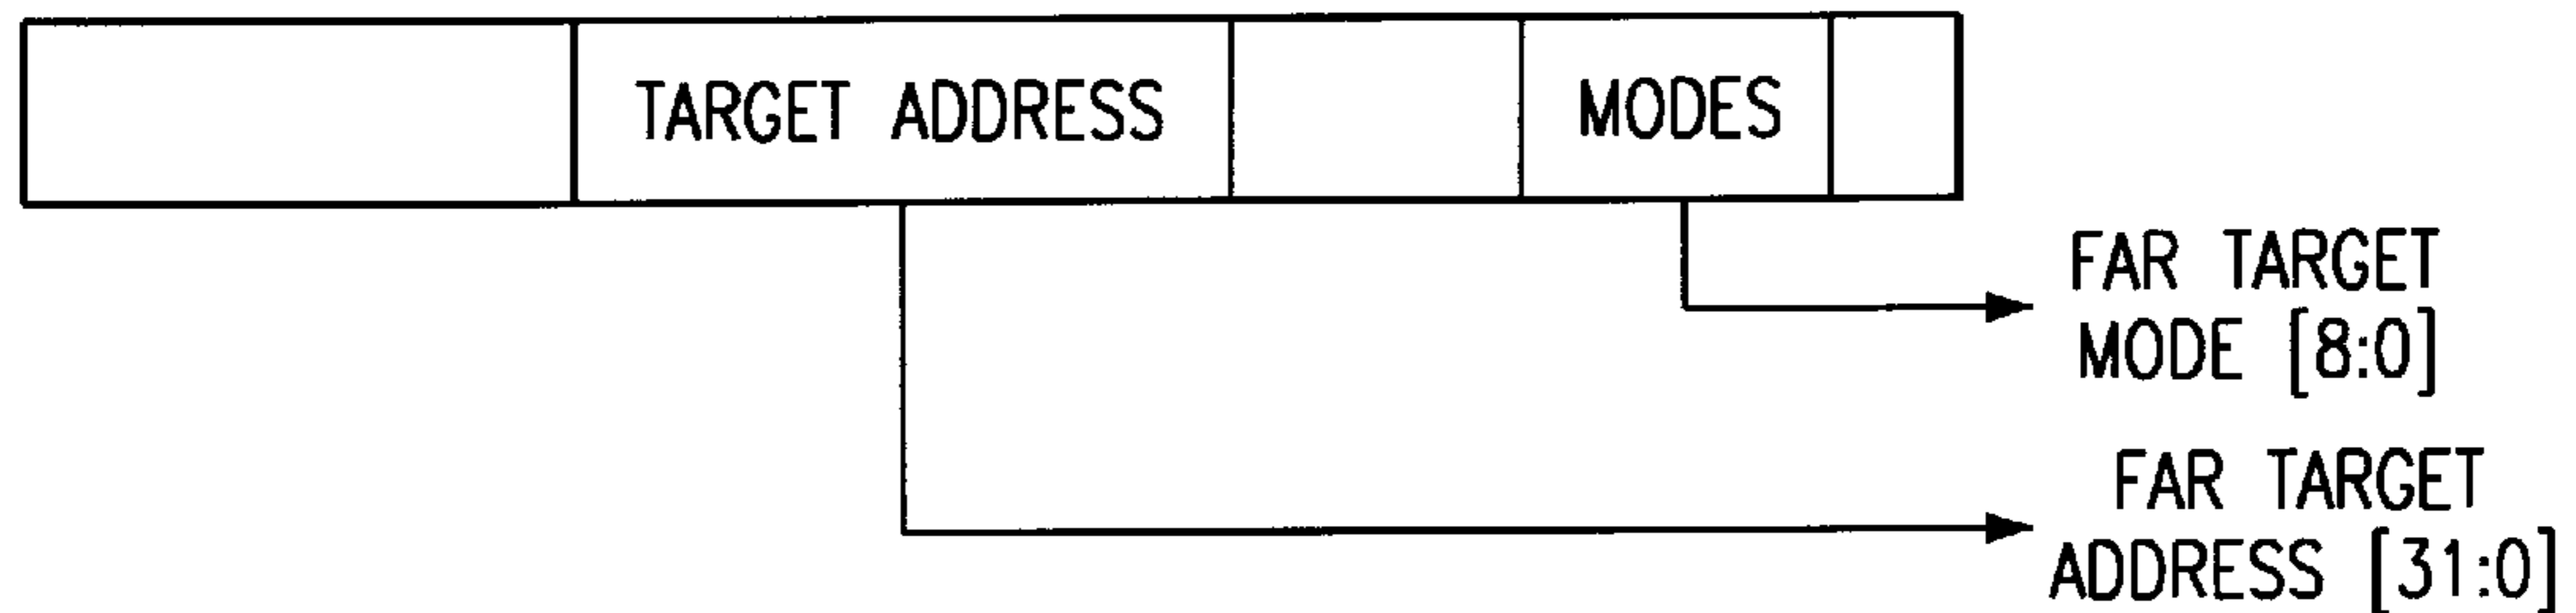 TARGET ADDRESS
MODES
FAR TARGET
MODE [8:0]
FAR TARGET
ADDRESS [31:0]